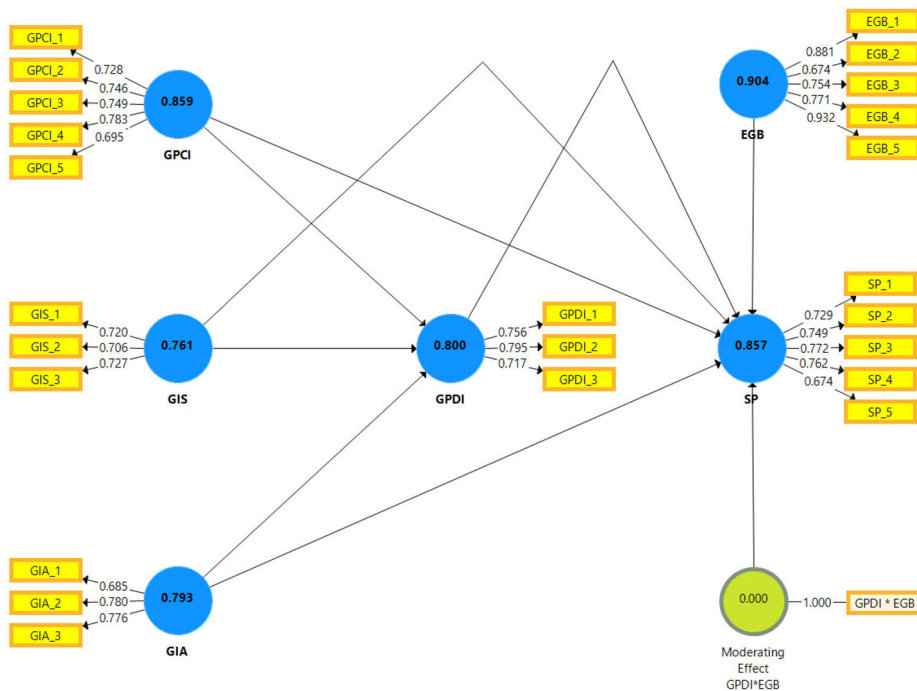 GPCI_1
GPCI_2
GPCI_3
GPCI_4
GPCI_5
0.728
0.746
0.749
0.783
0.695
0.859
GPCI
EGB_1
EGB_2
EGB_3
EGB_4
EGB_5
0.881
0.674
0.754
0.771
0.932
0.904
EGB
GIS_1
GIS_2
GIS_3
0.720
0.706
0.727
0.761
GIS
0.800
GPDI
0.756
0.795
0.717
GPDI_1
GPDI_2
GPDI_3
0.857
SP
0.729
0.749
0.772
0.762
0.674
SP_1
SP_2
SP_3
SP_4
SP_5
GIA_1
GIA_2
GIA_3
0.685
0.780
0.776
0.793
GIA
0.000
1.000
GPDI * EGB
Moderating
Effect
GPDI*EGB